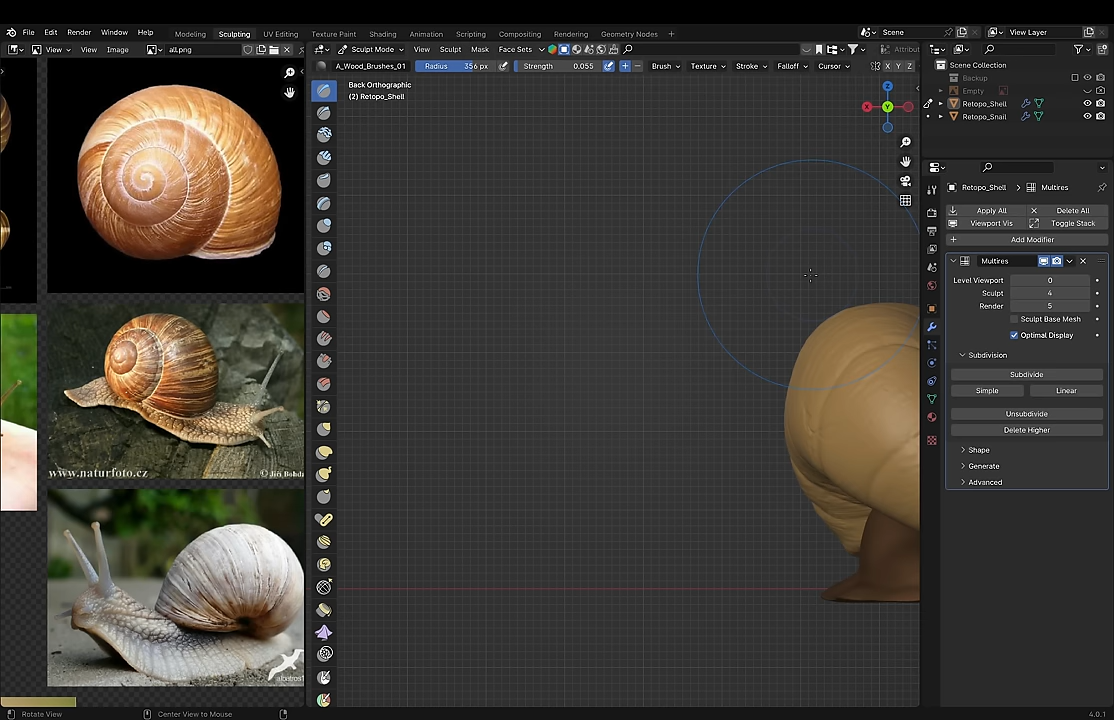 File Edit Render Window Help Modeling Sculpting UV Editing Texture Paint Shading Animation Rendering Compositing Scripting Geometry Nodes + Scene View Layer
View View Image all.png Sculpt Mode View Sculpt Mask Face Sets Attribut
A_Wood_Brushes_01 Radius 356 px Strength 0.055 + − Brush Texture Stroke Falloff Cursor X Y Z
Scene Collection
Backup
Empty
Retopo_Shell
Retopo_Snail
Back Orthographic
(2) Retopo_Shell
Z
X
Y
Retopo_Shell > Multires
Apply All Delete All
Viewport Vis Toggle Stack
Add Modifier
Multires
Level Viewport 0
Sculpt 4
Render 5
Sculpt Base Mesh
Optimal Display
Subdivision
Subdivide
Simple Linear
Unsubdivide
Delete Higher
Shape
Generate
Advanced
www.naturfoto.cz
albatros
Rotate View Center View to Mouse 4.0.1